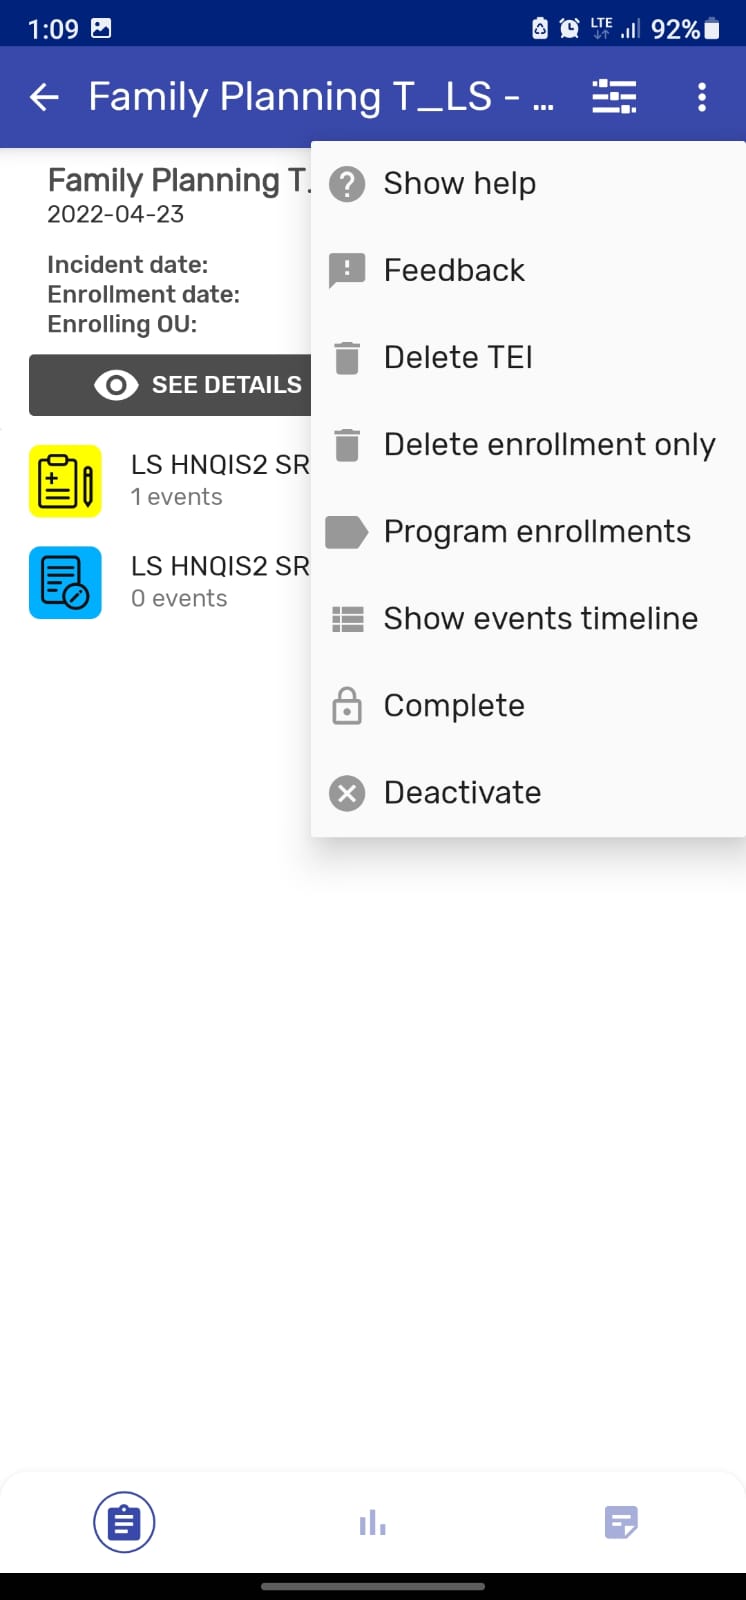 1:09
LTE
92%
Family Planning T_LS - ...
Family Planning T.
2022-04-23
Incident date:
Enrollment date:
Enrolling OU:
SEE DETAILS
LS HNQIS2 SR
1 events
LS HNQIS2 SR
0 events
Show help
Feedback
Delete TEI
Delete enrollment only
Program enrollments
Show events timeline
Complete
Deactivate